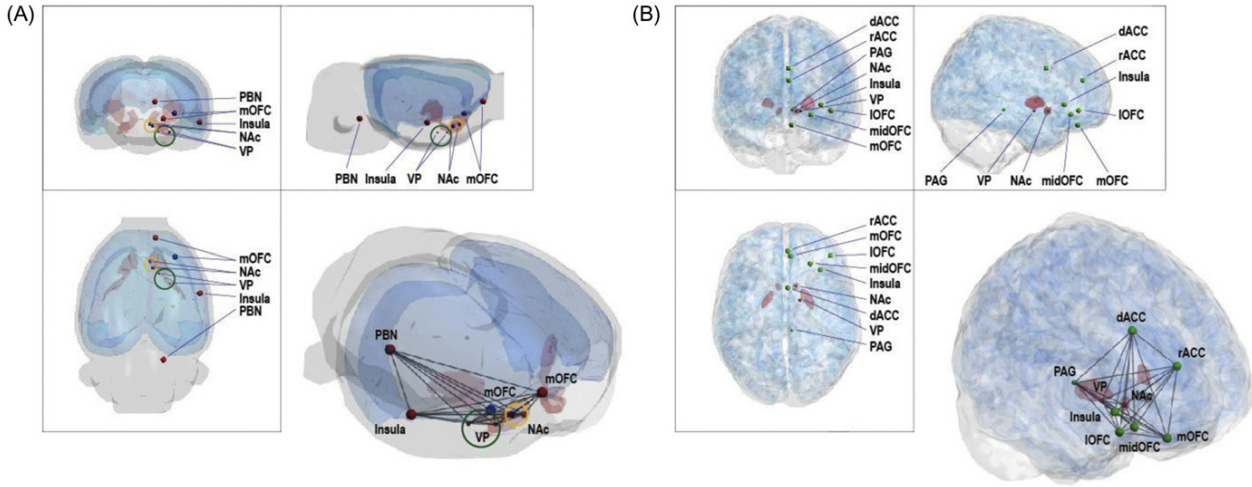 (A)
PBN
mOFC
Insula
NAc
VP
PBN
Insula
VP
NAc
mOFC
mOFC
NAc
VP
Insula
PBN
PBN
mOFC
mOFC
Insula
VP
NAc
(B)
dACC
rACC
PAG
NAc
Insula
VP
lOFC
midOFC
mOFC
dACC
rACC
Insula
lOFC
PAG
VP
NAc
midOFC
mOFC
rACC
mOFC
lOFC
midOFC
Insula
NAc
dACC
VP
PAG
dACC
rACC
PAG
VP
NAc
Insula
lOFC
midOFC
mOFC